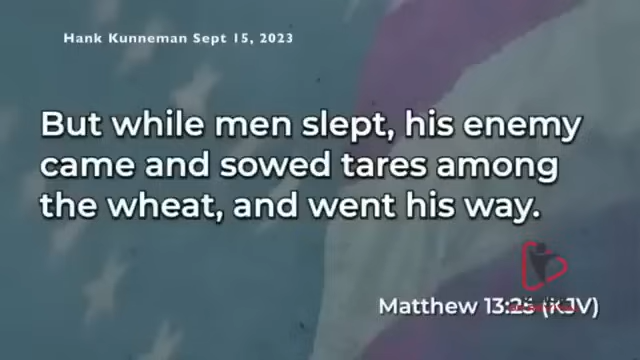 Hank Kunneman Sept 15, 2023
But while men slept, his enemy
came and sowed tares among
the wheat, and went his way.
Matthew 13:25 (KJV)